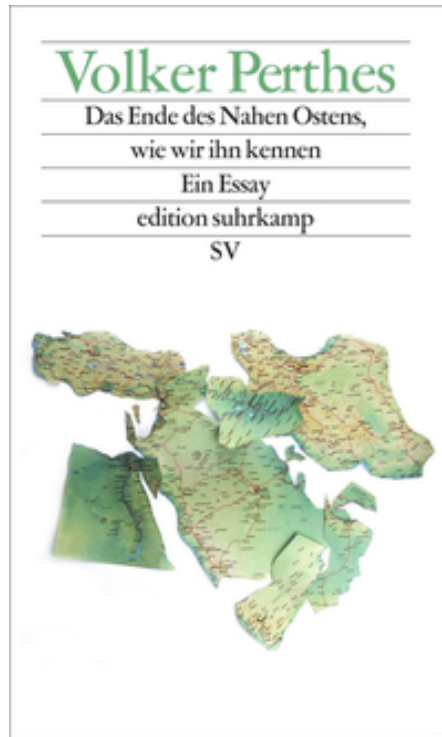 Volker Perthes
Das Ende des Nahen Ostens,
wie wir ihn kennen
Ein Essay
edition suhrkamp
SV